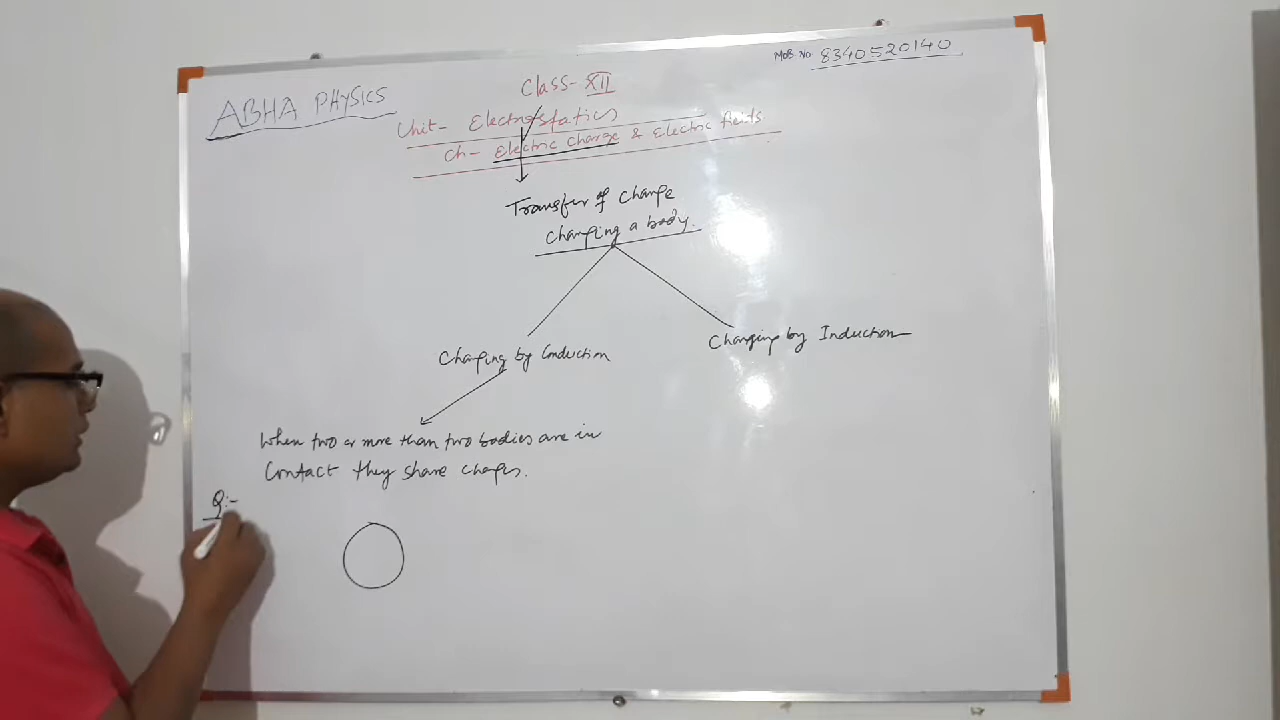 ABHA PHYSICS
MOB No 8340520140
Class- XII
Unit- Electrostatics
Ch- Electric Charge & Electric fields
Transfer of Charge
Charging a body.
Charging by Conduction
Charging by Induction
When two or more than two bodies are in
Contact they share charges.
Q:-